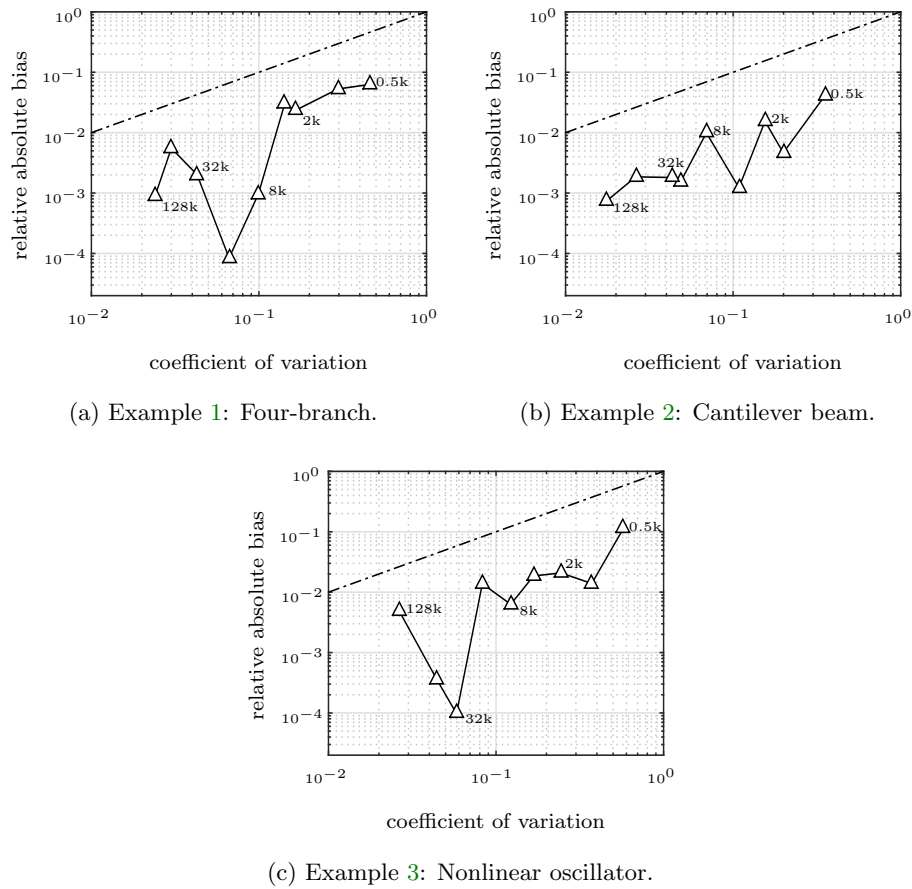 10^0
10^−1
10^−2
10^−3
10^−4
relative absolute bias
0.5k
2k
8k
32k
128k
10^−2
10^−1
10^0
coefficient of variation
(a) Example 1: Four-branch.
10^0
10^−1
10^−2
10^−3
10^−4
relative absolute bias
0.5k
2k
8k
32k
128k
10^−2
10^−1
10^0
coefficient of variation
(b) Example 2: Cantilever beam.
10^0
10^−1
10^−2
10^−3
10^−4
relative absolute bias
0.5k
2k
8k
128k
32k
10^−2
10^−1
10^0
coefficient of variation
(c) Example 3: Nonlinear oscillator.